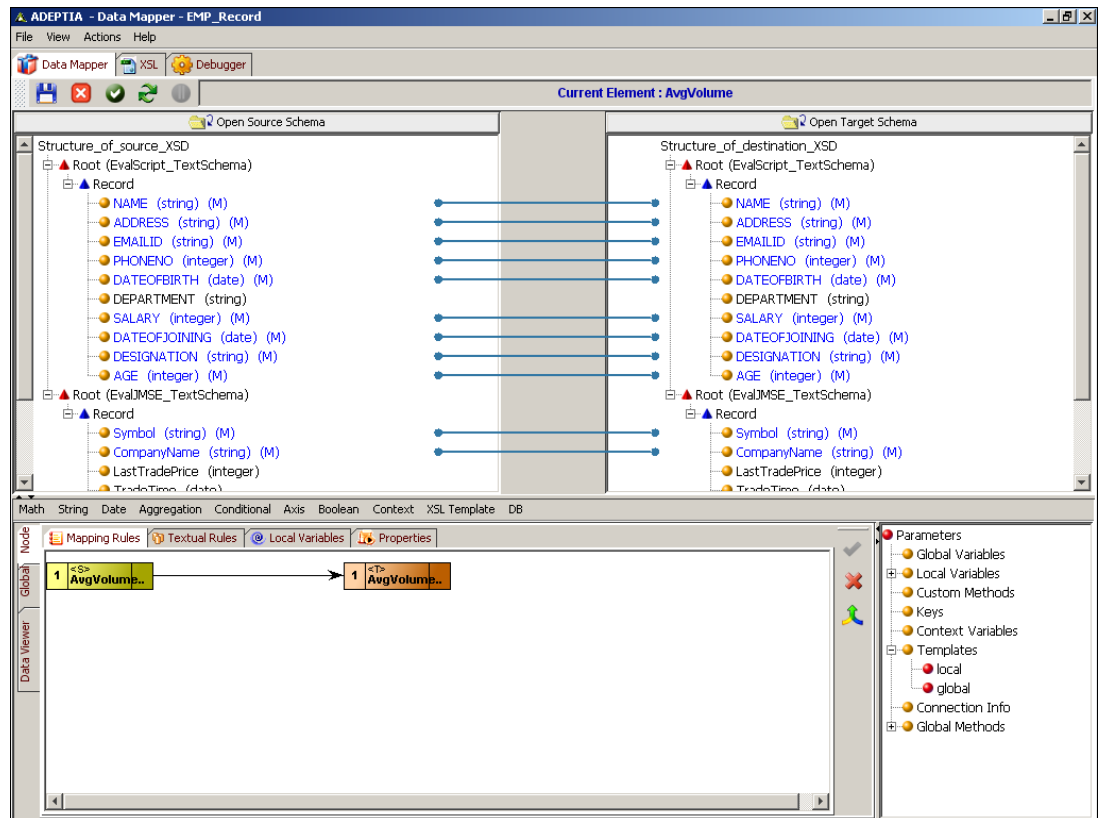 ADEPTIA - Data Mapper - EMP_Record
File View Actions Help
Data Mapper XSL Debugger
Current Element : AvgVolume
Open Source Schema
Structure_of_source_XSD
Root (EvalScript_TextSchema)
Record
NAME (string) (M)
ADDRESS (string) (M)
EMAILID (string) (M)
PHONENO (integer) (M)
DATEOFBIRTH (date) (M)
DEPARTMENT (string)
SALARY (integer) (M)
DATEOFJOINING (date) (M)
DESIGNATION (string) (M)
AGE (integer) (M)
Root (EvalJMSE_TextSchema)
Record
Symbol (string) (M)
CompanyName (string) (M)
LastTradePrice (integer)
TradeTime (date)
Open Target Schema
Structure_of_destination_XSD
Root (EvalScript_TextSchema)
Record
NAME (string) (M)
ADDRESS (string) (M)
EMAILID (string) (M)
PHONENO (integer) (M)
DATEOFBIRTH (date) (M)
DEPARTMENT (string)
SALARY (integer) (M)
DATEOFJOINING (date) (M)
DESIGNATION (string) (M)
AGE (integer) (M)
Root (EvalJMSE_TextSchema)
Record
Symbol (string) (M)
CompanyName (string) (M)
LastTradePrice (integer)
TradeTime (date)
Math String Date Aggregation Conditional Axis Boolean Context XSL Template DB
Node
Global
Data Viewer
Mapping Rules Textual Rules Local Variables Properties
1 <S> AvgVolume..
1 <T> AvgVolume..
Parameters
Global Variables
Local Variables
Custom Methods
Keys
Context Variables
Templates
local
global
Connection Info
Global Methods